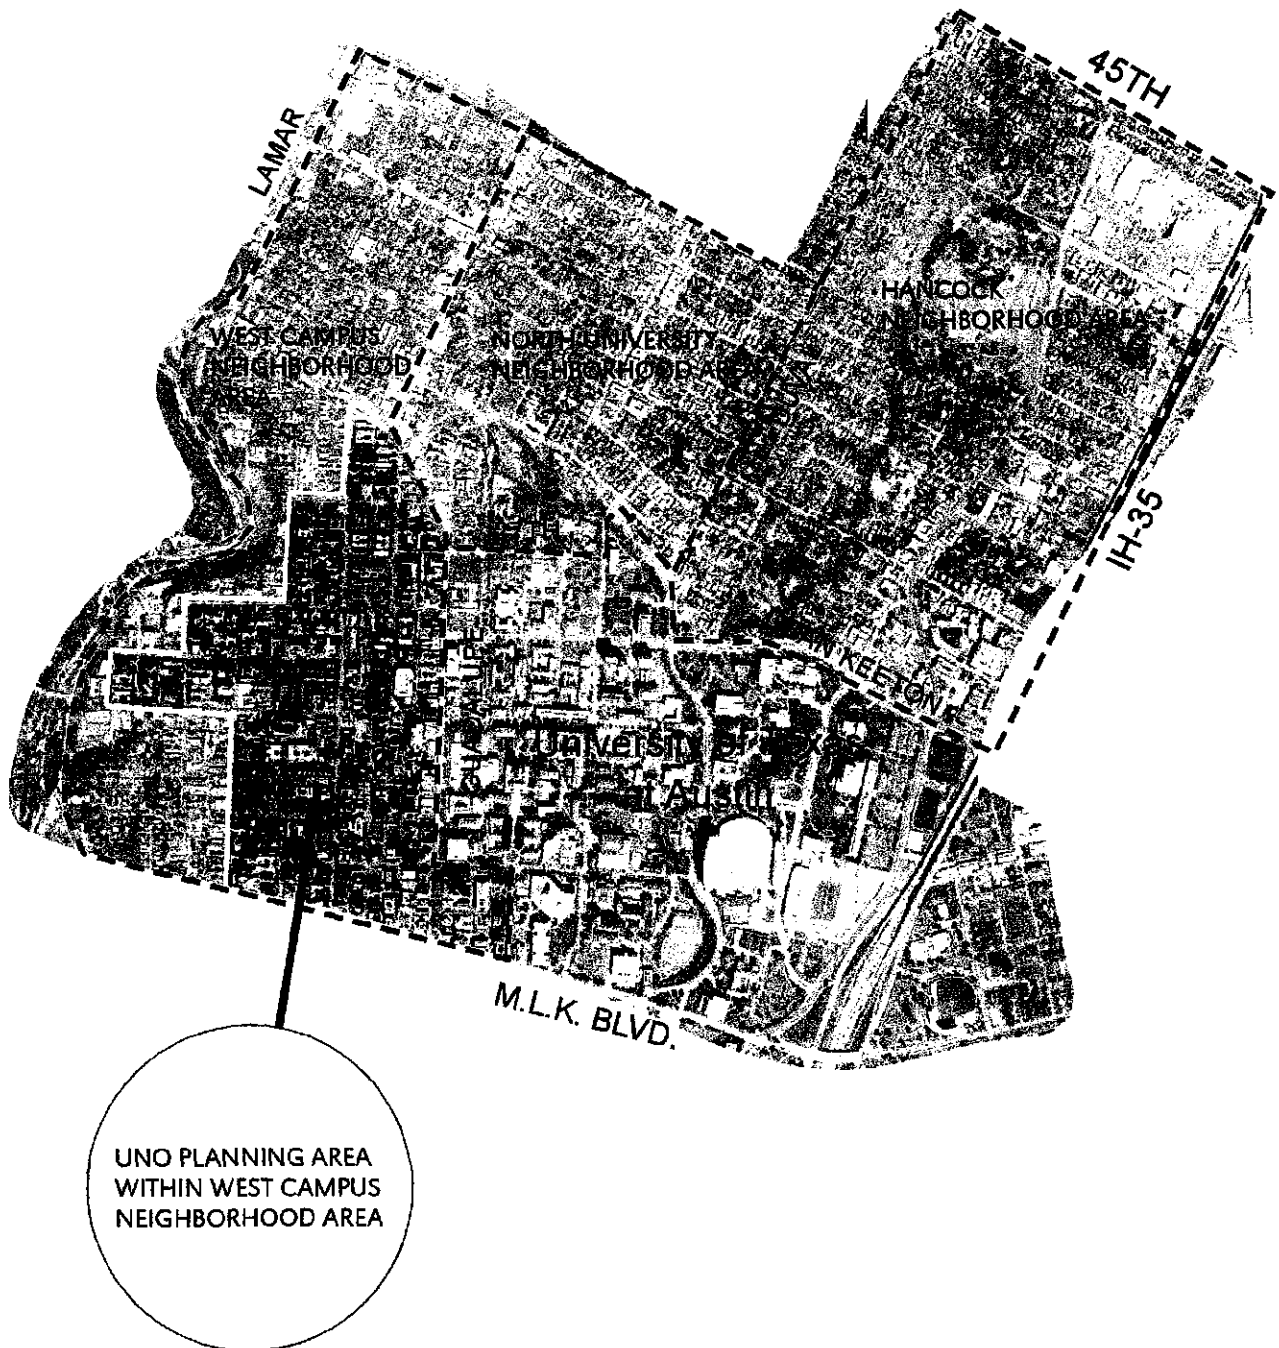 45TH
LAMAR
HANCOCK
NEIGHBORHOOD AREA
WEST CAMPUS
NEIGHBORHOOD
AREA
NORTH UNIVERSITY
NEIGHBORHOOD AREA
IH-35
GUADALUPE
KEETON
University of Texas
at Austin
M.L.K. BLVD.
UNO PLANNING AREA
WITHIN WEST CAMPUS
NEIGHBORHOOD AREA